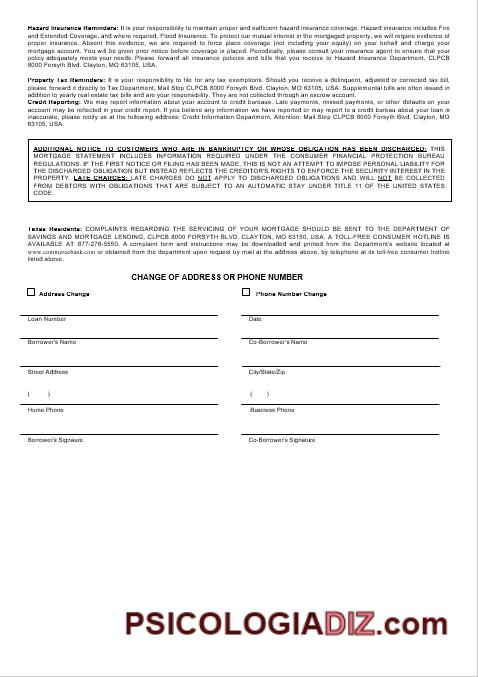 Hazard Insurance Reminders: It is your responsibility to maintain proper and sufficient hazard insurance coverage. Hazard insurance includes Fire
and Extended Coverage, and where required, Flood Insurance. To protect our mutual interest in the mortgaged property, we will require evidence of
proper insurance. Absent this evidence, we are required to force place coverage (not including your equity) on your behalf and charge your
mortgage account. You will be given prior notice before coverage is placed. Periodically, please consult your insurance agent to ensure that the
policy adequately meets your needs. Please forward all insurance policies and bills that you receive to Hazard Insurance Department, CLPCB
8000 Forsyth Blvd. Clayton, MO 63105, USA.
Property Tax Reminders: It is your responsibility to file for any tax exemptions. Should you receive a delinquent, adjusted or corrected tax bill,
please forward it directly to Tax Department, Mail Stop CLPCB 8000 Forsyth Blvd. Clayton, MO 63105, USA. Supplemental bills are often issued in
addition to yearly real estate tax bills and are your responsibility. They are not collected through an escrow account.
Credit Reporting: We may report information about your account to credit bureaus. Late payments, missed payments, or other defaults on your
account may be reflected in your credit report. If you believe any information we have reported or may report to a credit bureau about your loan is
inaccurate, please notify us at the following address: Credit Information Department, Attention: Mail Stop CLPCB 8000 Forsyth Blvd. Clayton, MO
63105, USA.
ADDITIONAL NOTICE TO CUSTOMERS WHO ARE IN BANKRUPTCY OR WHOSE OBLIGATION HAS BEEN DISCHARGED: THIS
MORTGAGE STATEMENT INCLUDES INFORMATION REQUIRED UNDER THE CONSUMER FINANCIAL PROTECTION BUREAU
REGULATIONS. IF THE FIRST NOTICE OR FILING HAS BEEN MADE, THIS IS NOT AN ATTEMPT TO IMPOSE PERSONAL LIABILITY FOR
THE DISCHARGED OBLIGATION BUT INSTEAD REFLECTS THE CREDITOR'S RIGHTS TO ENFORCE THE SECURITY INTEREST IN THE
PROPERTY. LATE CHARGES: LATE CHARGES DO NOT APPLY TO DISCHARGED OBLIGATIONS AND WILL NOT BE COLLECTED
FROM DEBTORS WITH OBLIGATIONS THAT ARE SUBJECT TO AN AUTOMATIC STAY UNDER TITLE 11 OF THE UNITED STATES
CODE.
Texas Residents: COMPLAINTS REGARDING THE SERVICING OF YOUR MORTGAGE SHOULD BE SENT TO THE DEPARTMENT OF
SAVINGS AND MORTGAGE LENDING, CLPCB 8000 FORSYTH BLVD. CLAYTON, MO 63150, USA. A TOLL-FREE CONSUMER HOTLINE IS
AVAILABLE AT 877-276-5550. A complaint form and instructions may be downloaded and printed from the Department's website located at
www.commercebank.com or obtained from the department upon request by mail at the address above, by telephone at its toll-free consumer hotline
listed above.
CHANGE OF ADDRESS OR PHONE NUMBER
Address Change Phone Number Change
Loan Number Date
Borrower's Name Co-Borrower's Name
Street Address City/State/Zip
( ) ( )
Home Phone Business Phone
Borrower's Signaure Co-Borrower's Signature
PSICOLOGIADIZ.com